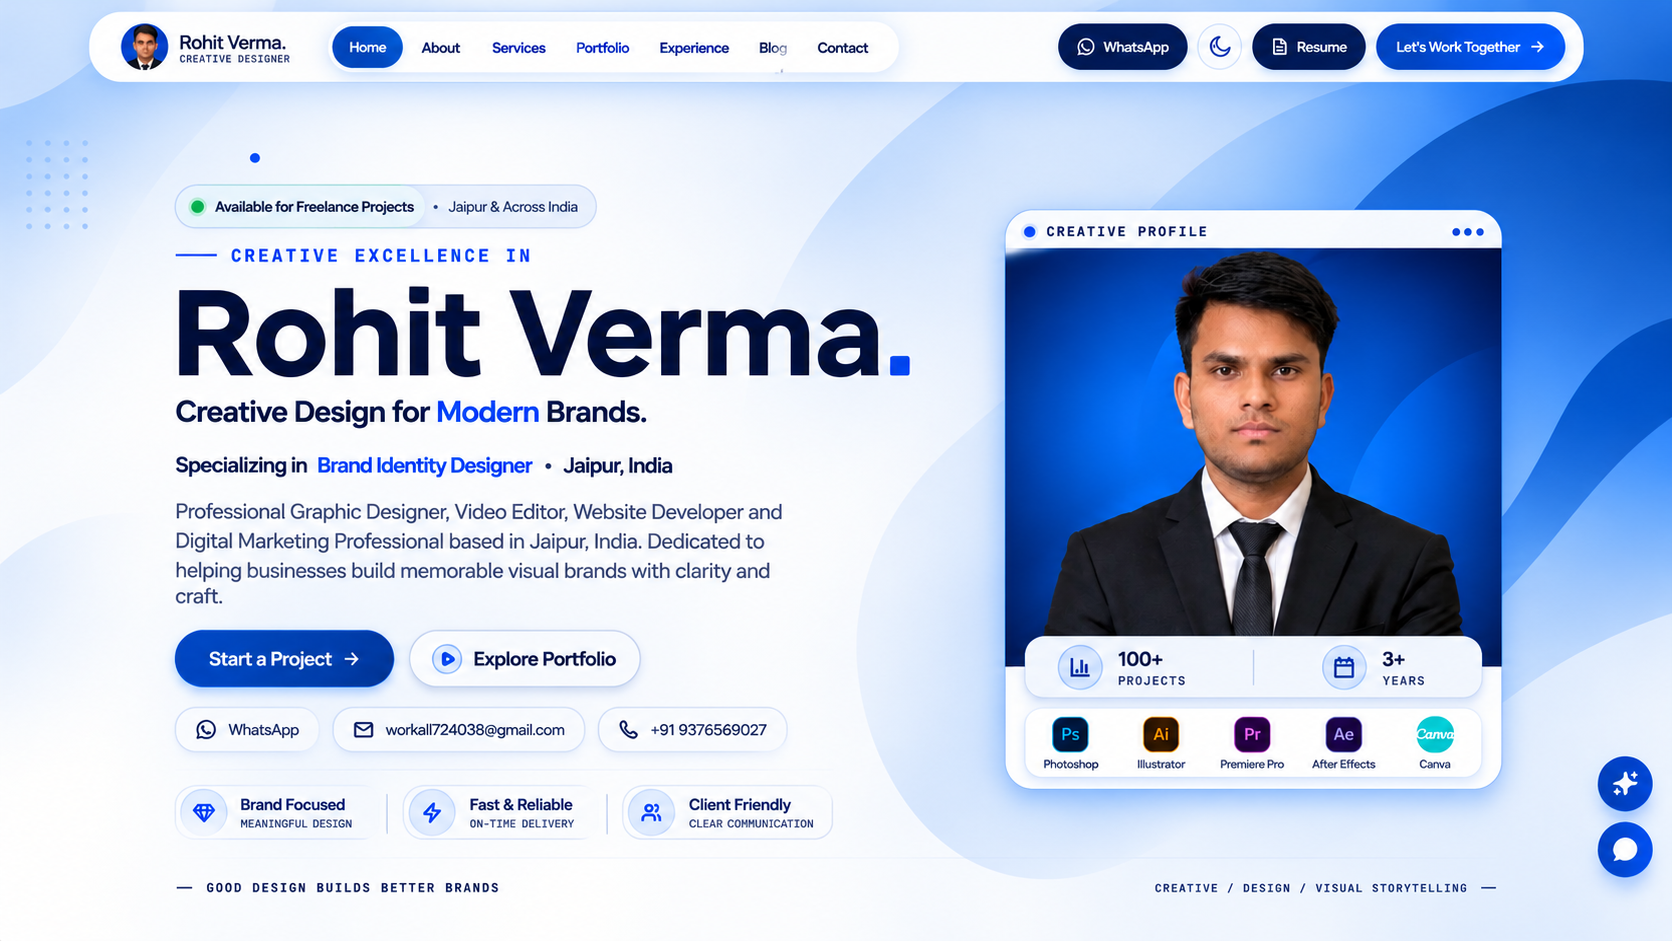 Rohit Verma.
CREATIVE DESIGNER
Home
About
Services
Portfolio
Experience
Blog
Contact
WhatsApp
Resume
Let's Work Together →
Available for Freelance Projects • Jaipur & Across India
CREATIVE EXCELLENCE IN
Rohit Verma.
Creative Design for Modern Brands.
Specializing in Brand Identity Designer • Jaipur, India
Professional Graphic Designer, Video Editor, Website Developer and
Digital Marketing Professional based in Jaipur, India. Dedicated to
helping businesses build memorable visual brands with clarity and
craft.
Start a Project →
Explore Portfolio
WhatsApp
workall724038@gmail.com
+91 9376569027
Brand Focused
MEANINGFUL DESIGN
Fast & Reliable
ON-TIME DELIVERY
Client Friendly
CLEAR COMMUNICATION
— GOOD DESIGN BUILDS BETTER BRANDS
CREATIVE PROFILE
100+
PROJECTS
3+
YEARS
Ps
Photoshop
Ai
Illustrator
Pr
Premiere Pro
Ae
After Effects
Canva
Canva
CREATIVE / DESIGN / VISUAL STORYTELLING —